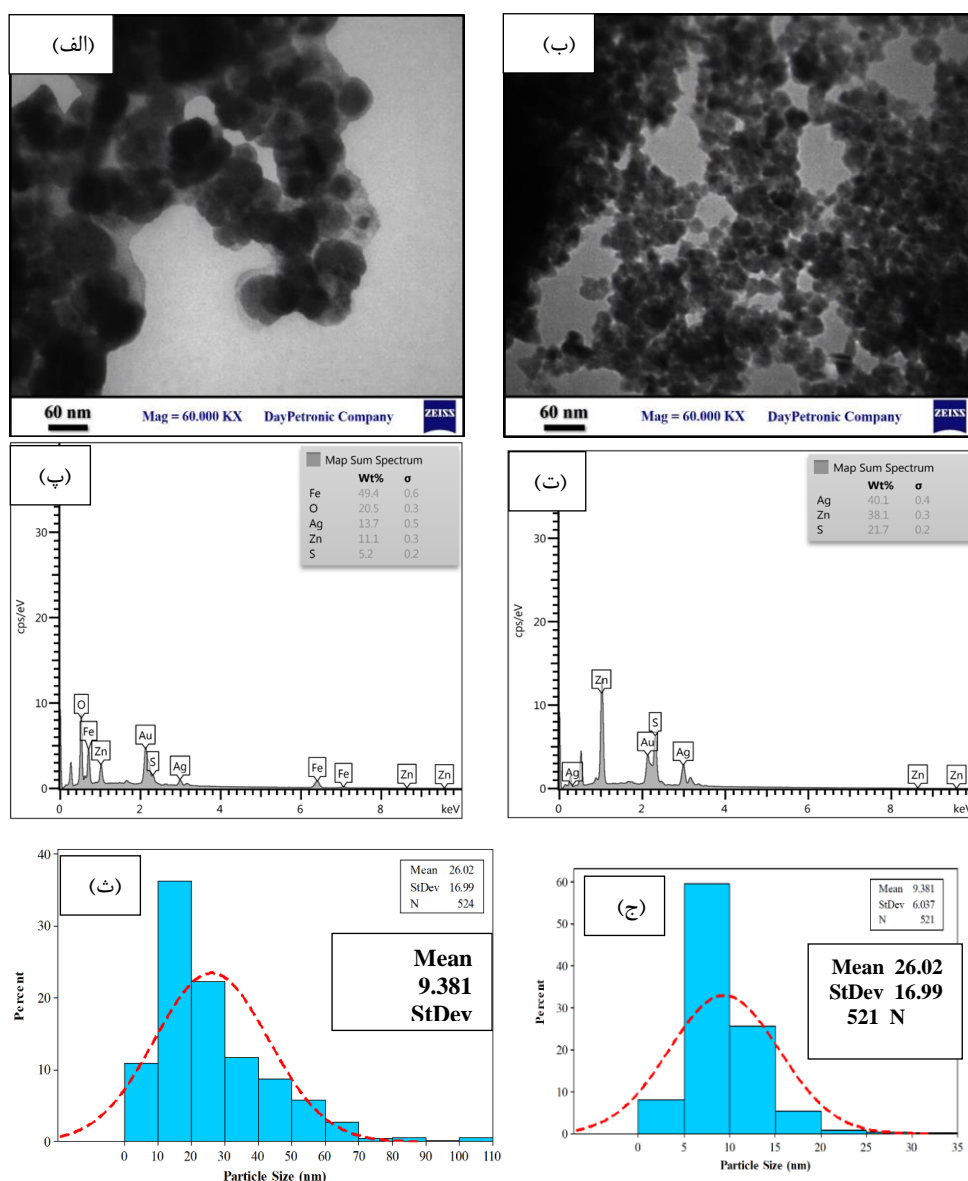 (الف)
60 nm Mag = 60.000 KX DayPetronic Company ZEISS
(ب)
60 nm Mag = 60.000 KX DayPetronic Company ZEISS
(پ)
Map Sum Spectrum
Wt% σ
Fe 49.4 0.6
O 20.5 0.3
Ag 13.7 0.5
Zn 11.1 0.3
S 5.2 0.2
cps/eV
30
20
10
0
O
Fe
Zn
Au
S
Ag
Fe
Fe
Zn
Zn
0 2 4 6 8 keV
(ت)
Map Sum Spectrum
Wt% σ
Ag 40.1 0.4
Zn 38.1 0.3
S 21.7 0.2
cps/eV
30
20
10
0
Ag
Zn
Au
S
Ag
Zn
Zn
0 2 4 6 8 keV
(ث)
Mean 26.02
StDev 16.99
N 524
Mean
9.381
StDev
Percent
40
30
20
10
0
0 10 20 30 40 50 60 70 80 90 100 110
Particle Size (nm)
(ج)
Mean 9.381
StDev 6.037
N 521
Mean 26.02
StDev 16.99
521 N
Percent
60
50
40
30
20
10
0
0 5 10 15 20 25 30 35
Particle Size (nm)